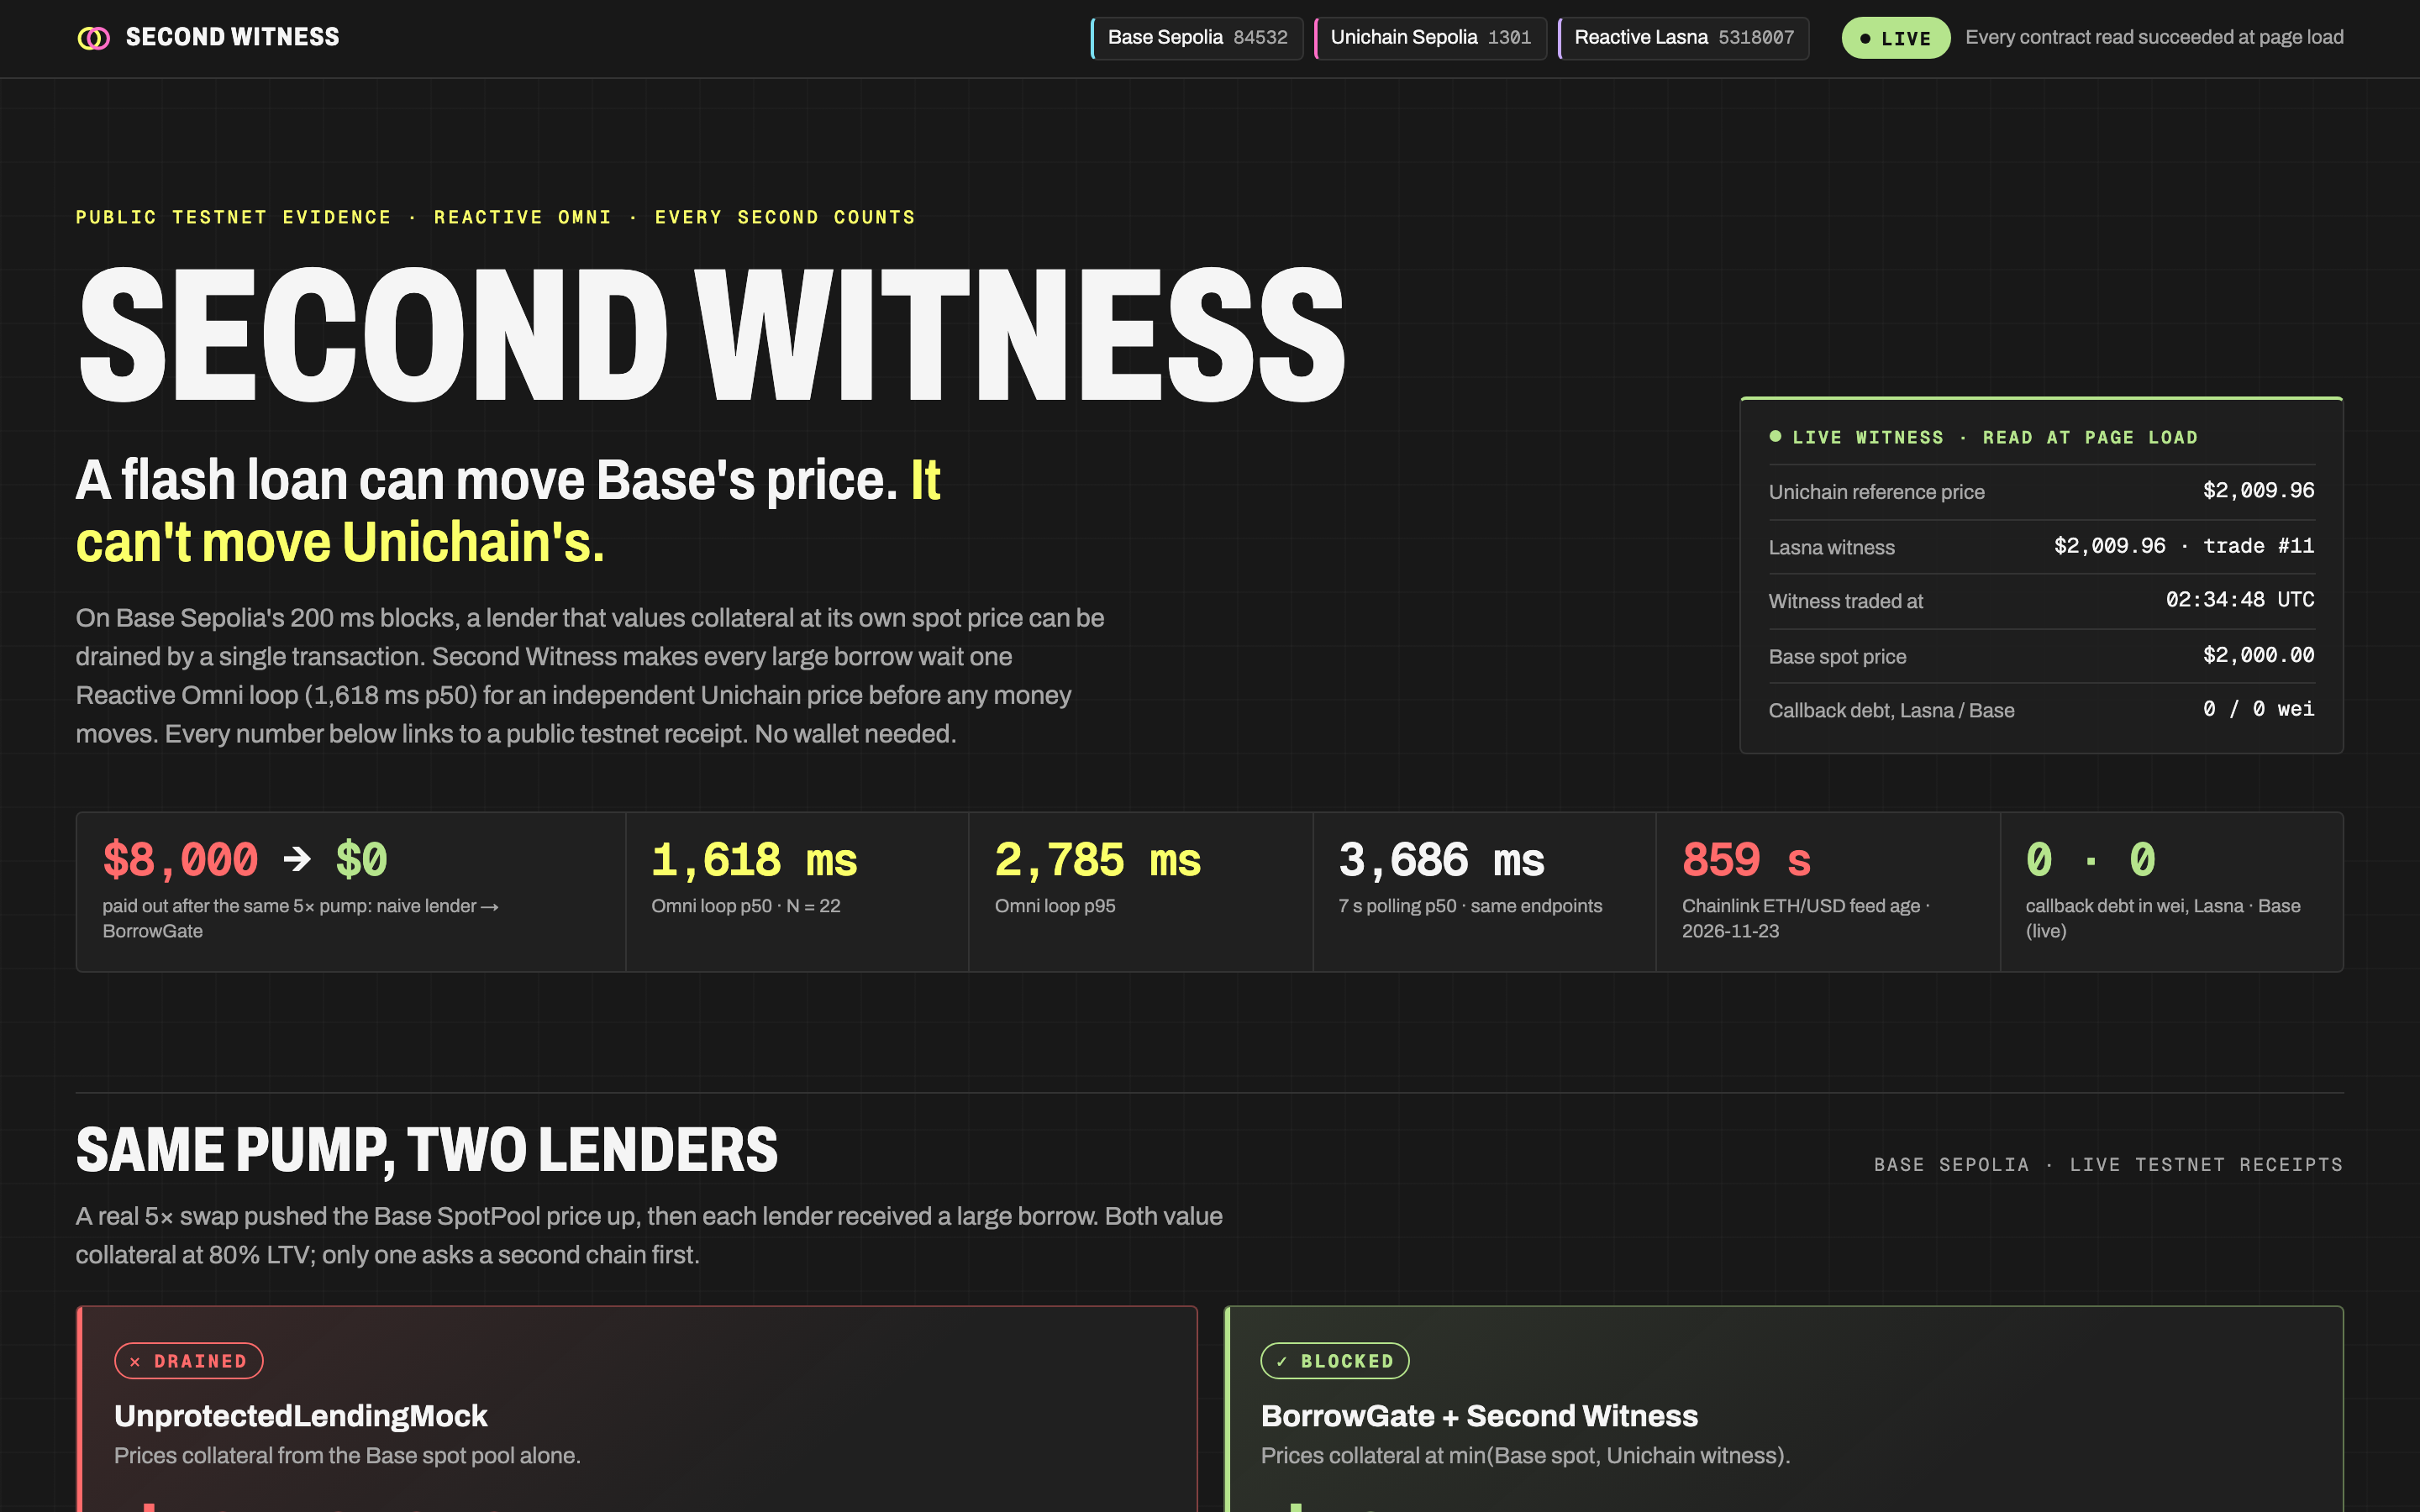 SECOND WITNESS
Base Sepolia 84532
Unichain Sepolia 1301
Reactive Lasna 5318007
● LIVE
Every contract read succeeded at page load
PUBLIC TESTNET EVIDENCE · REACTIVE OMNI · EVERY SECOND COUNTS
SECOND WITNESS
A flash loan can move Base's price. It
can't move Unichain's.
On Base Sepolia's 200 ms blocks, a lender that values collateral at its own spot price can be
drained by a single transaction. Second Witness makes every large borrow wait one
Reactive Omni loop (1,618 ms p50) for an independent Unichain price before any money
moves. Every number below links to a public testnet receipt. No wallet needed.
● LIVE WITNESS · READ AT PAGE LOAD
Unichain reference price $2,009.96
Lasna witness $2,009.96 · trade #11
Witness traded at 02:34:48 UTC
Base spot price $2,000.00
Callback debt, Lasna / Base 0 / 0 wei
$8,000 → $0
paid out after the same 5× pump: naive lender →
BorrowGate
1,618 ms
Omni loop p50 · N = 22
2,785 ms
Omni loop p95
3,686 ms
7 s polling p50 · same endpoints
859 s
Chainlink ETH/USD feed age ·
2026-11-23
0 · 0
callback debt in wei, Lasna · Base
(live)
SAME PUMP, TWO LENDERS
BASE SEPOLIA · LIVE TESTNET RECEIPTS
A real 5× swap pushed the Base SpotPool price up, then each lender received a large borrow. Both value
collateral at 80% LTV; only one asks a second chain first.
× DRAINED
UnprotectedLendingMock
Prices collateral from the Base spot pool alone.
✓ BLOCKED
BorrowGate + Second Witness
Prices collateral at min(Base spot, Unichain witness).